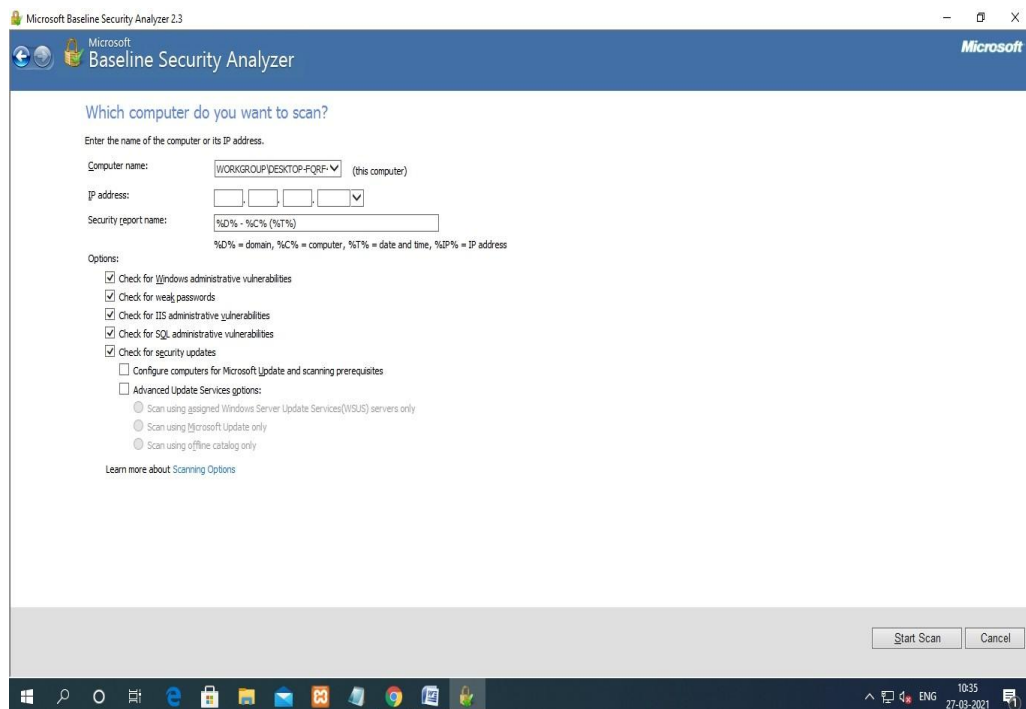 Microsoft Baseline Security Analyzer 2.3
Microsoft
Baseline Security Analyzer
Microsoft
Which computer do you want to scan?
Enter the name of the computer or its IP address.
Computer name: WORKGROUP\DESKTOP-FQRF- (this computer)
IP address:
Security report name: %D% - %C% (%T%)
%D% = domain, %C% = computer, %T% = date and time, %IP% = IP address
Options:
Check for Windows administrative vulnerabilities
Check for weak passwords
Check for IIS administrative vulnerabilities
Check for SQL administrative vulnerabilities
Check for security updates
Configure computers for Microsoft Update and scanning prerequisites
Advanced Update Services options:
Scan using assigned Windows Server Update Services(WSUS) servers only
Scan using Microsoft Update only
Scan using offline catalog only
Learn more about Scanning Options
Start Scan Cancel
ENG 10:35
27-03-2021